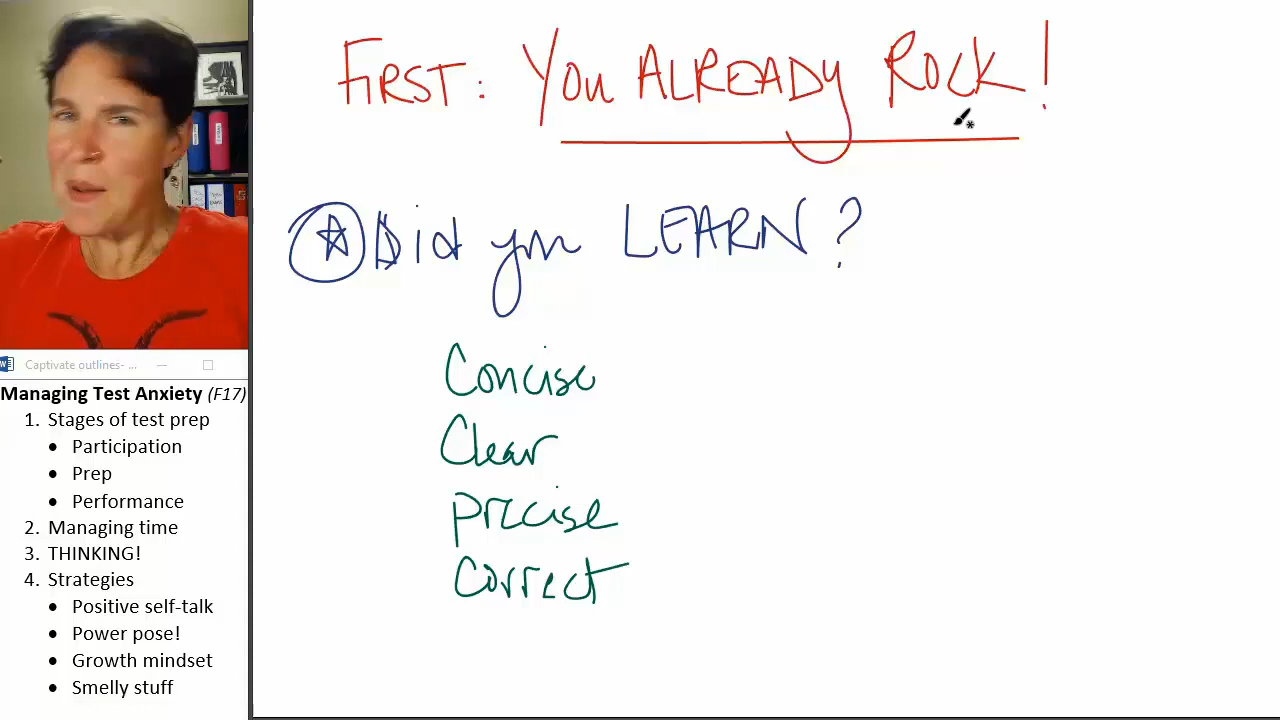 FIRST: YOU ALREADY ROCK!
Did you LEARN?
Concise
Clear
precise
correct
Captivate outlines- ...
Managing Test Anxiety (F17)
1. Stages of test prep
• Participation
• Prep
• Performance
2. Managing time
3. THINKING!
4. Strategies
• Positive self-talk
• Power pose!
• Growth mindset
• Smelly stuff